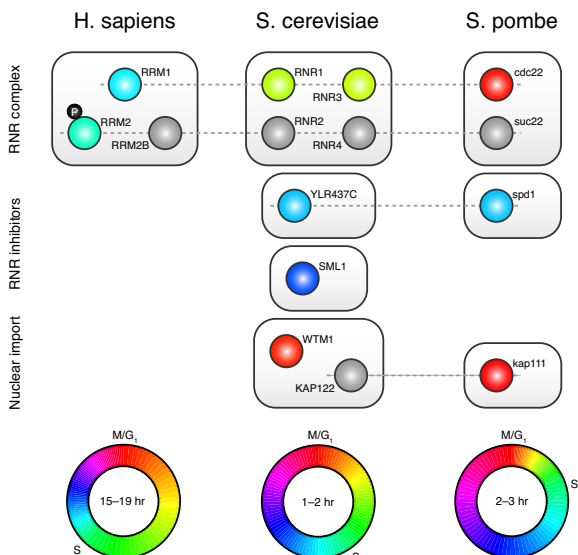 H. sapiens S. cerevisiae S. pombe
RNR complex
RRM1 RNR1 cdc22
RNR3
P
RRM2 RNR2 suc22
RRM2B RNR4
RNR inhibitors
YLR437C spd1
SML1
Nuclear import
WTM1
kap111
KAP122
M/G1 M/G1 M/G1
S
15–19 hr 1–2 hr 2–3 hr
S